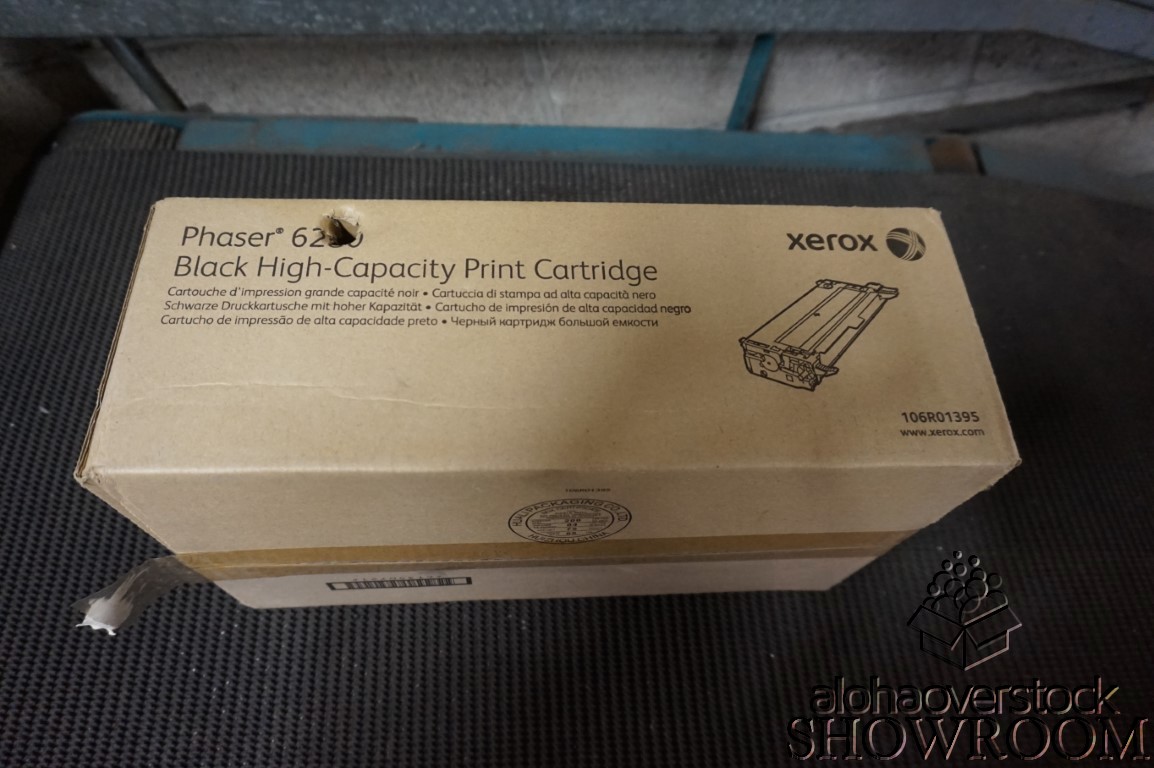 Phaser® 6280
xerox
Black High-Capacity Print Cartridge
Cartouche d'impression grande capacité noir • Cartuccia di stampa ad alta capacità nero
Schwarze Druckkartusche mit hoher Kapazität • Cartucho de impresión de alta capacidad negro
Cartucho de impressão de alta capacidade preto • Черный картридж большой емкости
106R01395
www.xerox.com
alohaoverstock
SHOWROOM